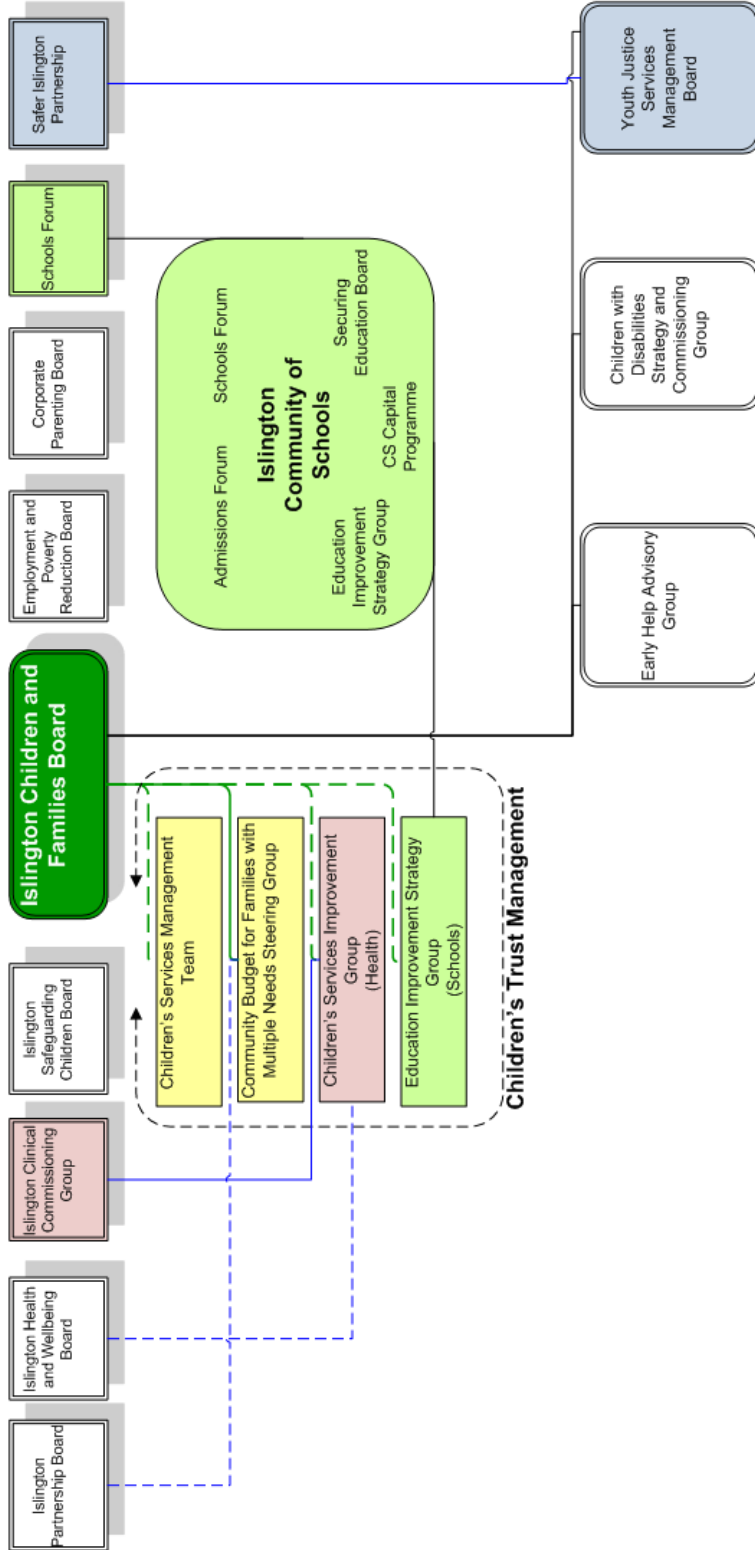 Islington
Partnership Board
Islington Health
and Wellbeing
Board
Islington Clinical
Commissioning
Group
Islington
Safeguarding
Children Board
Islington Children and
Families Board
Employment and
Poverty
Reduction Board
Corporate
Parenting Board
Schools Forum
Safer Islington
Partnership
Children's Services Management
Team
Community Budget for Families with
Multiple Needs Steering Group
Children's Services Improvement
Group
(Health)
Education Improvement Strategy
Group
(Schools)
Children's Trust Management
Admissions Forum
Schools Forum
Islington
Community of
Schools
Education
Improvement
Strategy Group
CS Capital
Programme
Securing
Education Board
Early Help Advisory
Group
Children with
Disabilities
Strategy and
Commissioning
Group
Youth Justice
Services
Management
Board